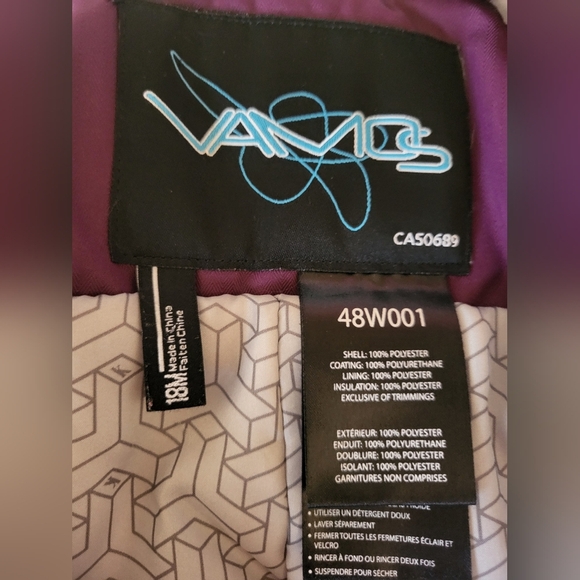 VAMOS
CA50689
18M
Made in China
Fait en Chine
48W001
SHELL: 100% POLYESTER
COATING: 100% POLYURETHANE
LINING: 100% POLYESTER
INSULATION: 100% POLYESTER
EXCLUSIVE OF TRIMMINGS
EXTÉRIEUR: 100% POLYESTER
ENDUIT: 100% POLYURETHANE
DOUBLURE: 100% POLYESTER
ISOLANT: 100% POLYESTER
GARNITURES NON COMPRISES
FROIDE
• UTILISER UN DÉTERGENT DOUX
• LAVER SÉPAREMENT
• FERMER TOUTES LES FERMETURES ÉCLAIR ET
VELCRO
• RINCER À FOND OU RINCER DEUX FOIS
• SUSPENDRE POUR SÉCHER
K
K